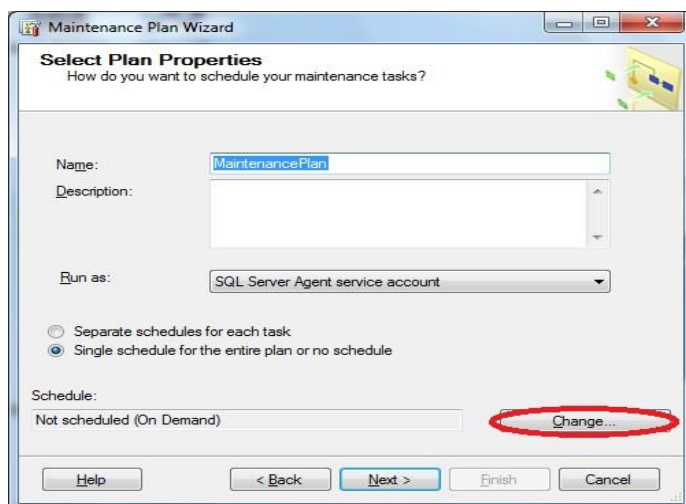 Maintenance Plan Wizard
Select Plan Properties
How do you want to schedule your maintenance tasks?
Name:
MaintenancePlan
Description:
Run as:
SQL Server Agent service account
Separate schedules for each task
Single schedule for the entire plan or no schedule
Schedule:
Not scheduled (On Demand)
Change...
Help
< Back
Next >
Finish
Cancel